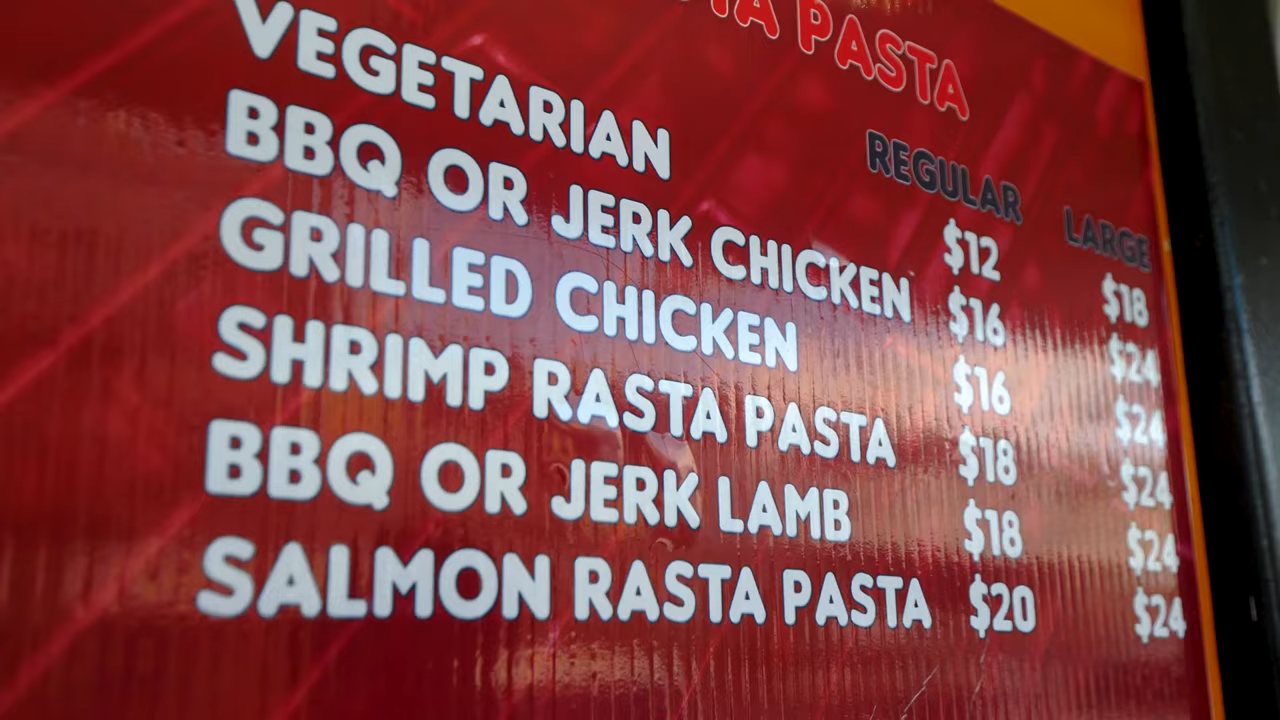 TA PASTA
REGULAR LARGE
VEGETARIAN $12 $18
BBQ OR JERK CHICKEN $16 $24
GRILLED CHICKEN $16 $24
SHRIMP RASTA PASTA $18 $24
BBQ OR JERK LAMB $18 $24
SALMON RASTA PASTA $20 $24